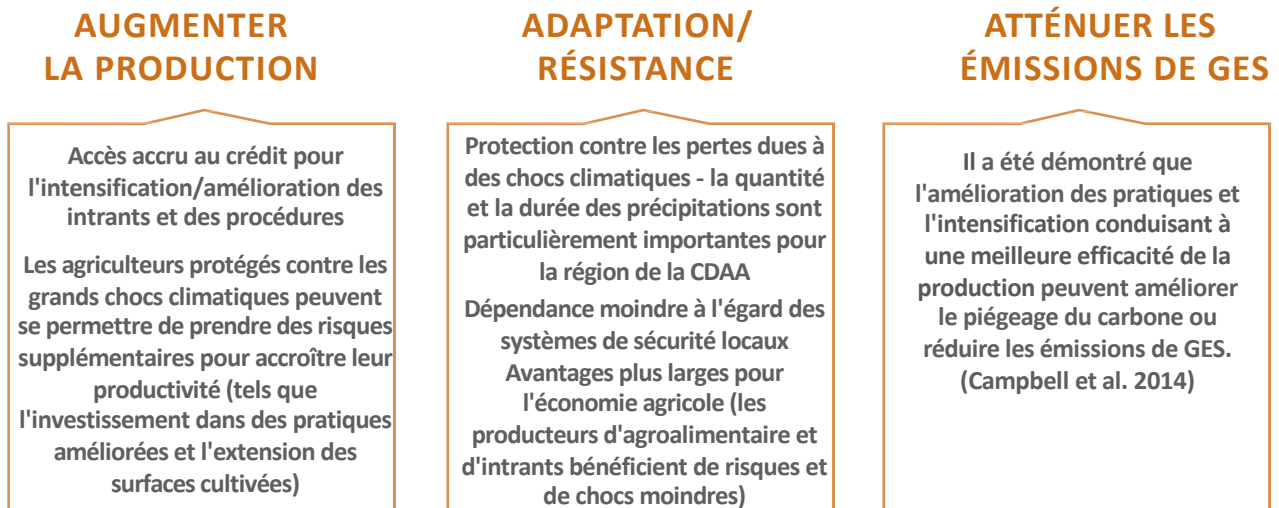 AUGMENTER
LA PRODUCTION
Accès accru au crédit pour
l'intensification/amélioration des
intrants et des procédures
Les agriculteurs protégés contre les
grands chocs climatiques peuvent
se permettre de prendre des risques
supplémentaires pour accroître leur
productivité (tels que
l'investissement dans des pratiques
améliorées et l'extension des
surfaces cultivées)
ADAPTATION/
RÉSISTANCE
Protection contre les pertes dues à
des chocs climatiques - la quantité
et la durée des précipitations sont
particulièrement importantes pour
la région de la CDAA
Dépendance moindre à l'égard des
systèmes de sécurité locaux
Avantages plus larges pour
l'économie agricole (les
producteurs d'agroalimentaire et
d'intrants bénéficient de risques et
de chocs moindres)
ATTÉNUER LES
ÉMISSIONS DE GES
Il a été démontré que
l'amélioration des pratiques et
l'intensification conduisant à
une meilleure efficacité de la
production peuvent améliorer
le piégeage du carbone ou
réduire les émissions de GES.
(Campbell et al. 2014)